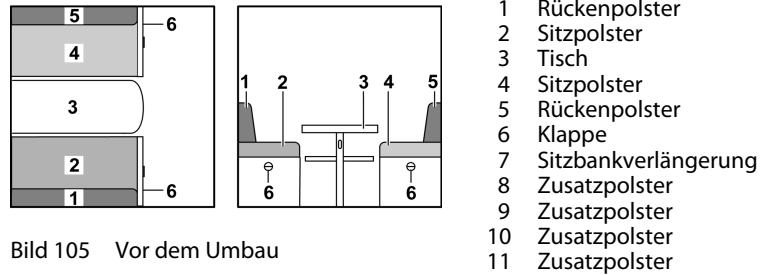 5
6
4
3
2
6
1
1 2 3 4 5
6 6
Bild 105 Vor dem Umbau
1 Rückenpolster
2 Sitzpolster
3 Tisch
4 Sitzpolster
5 Rückenpolster
6 Klappe
7 Sitzbankverlängerung
8 Zusatzpolster
9 Zusatzpolster
10 Zusatzpolster
11 Zusatzpolster